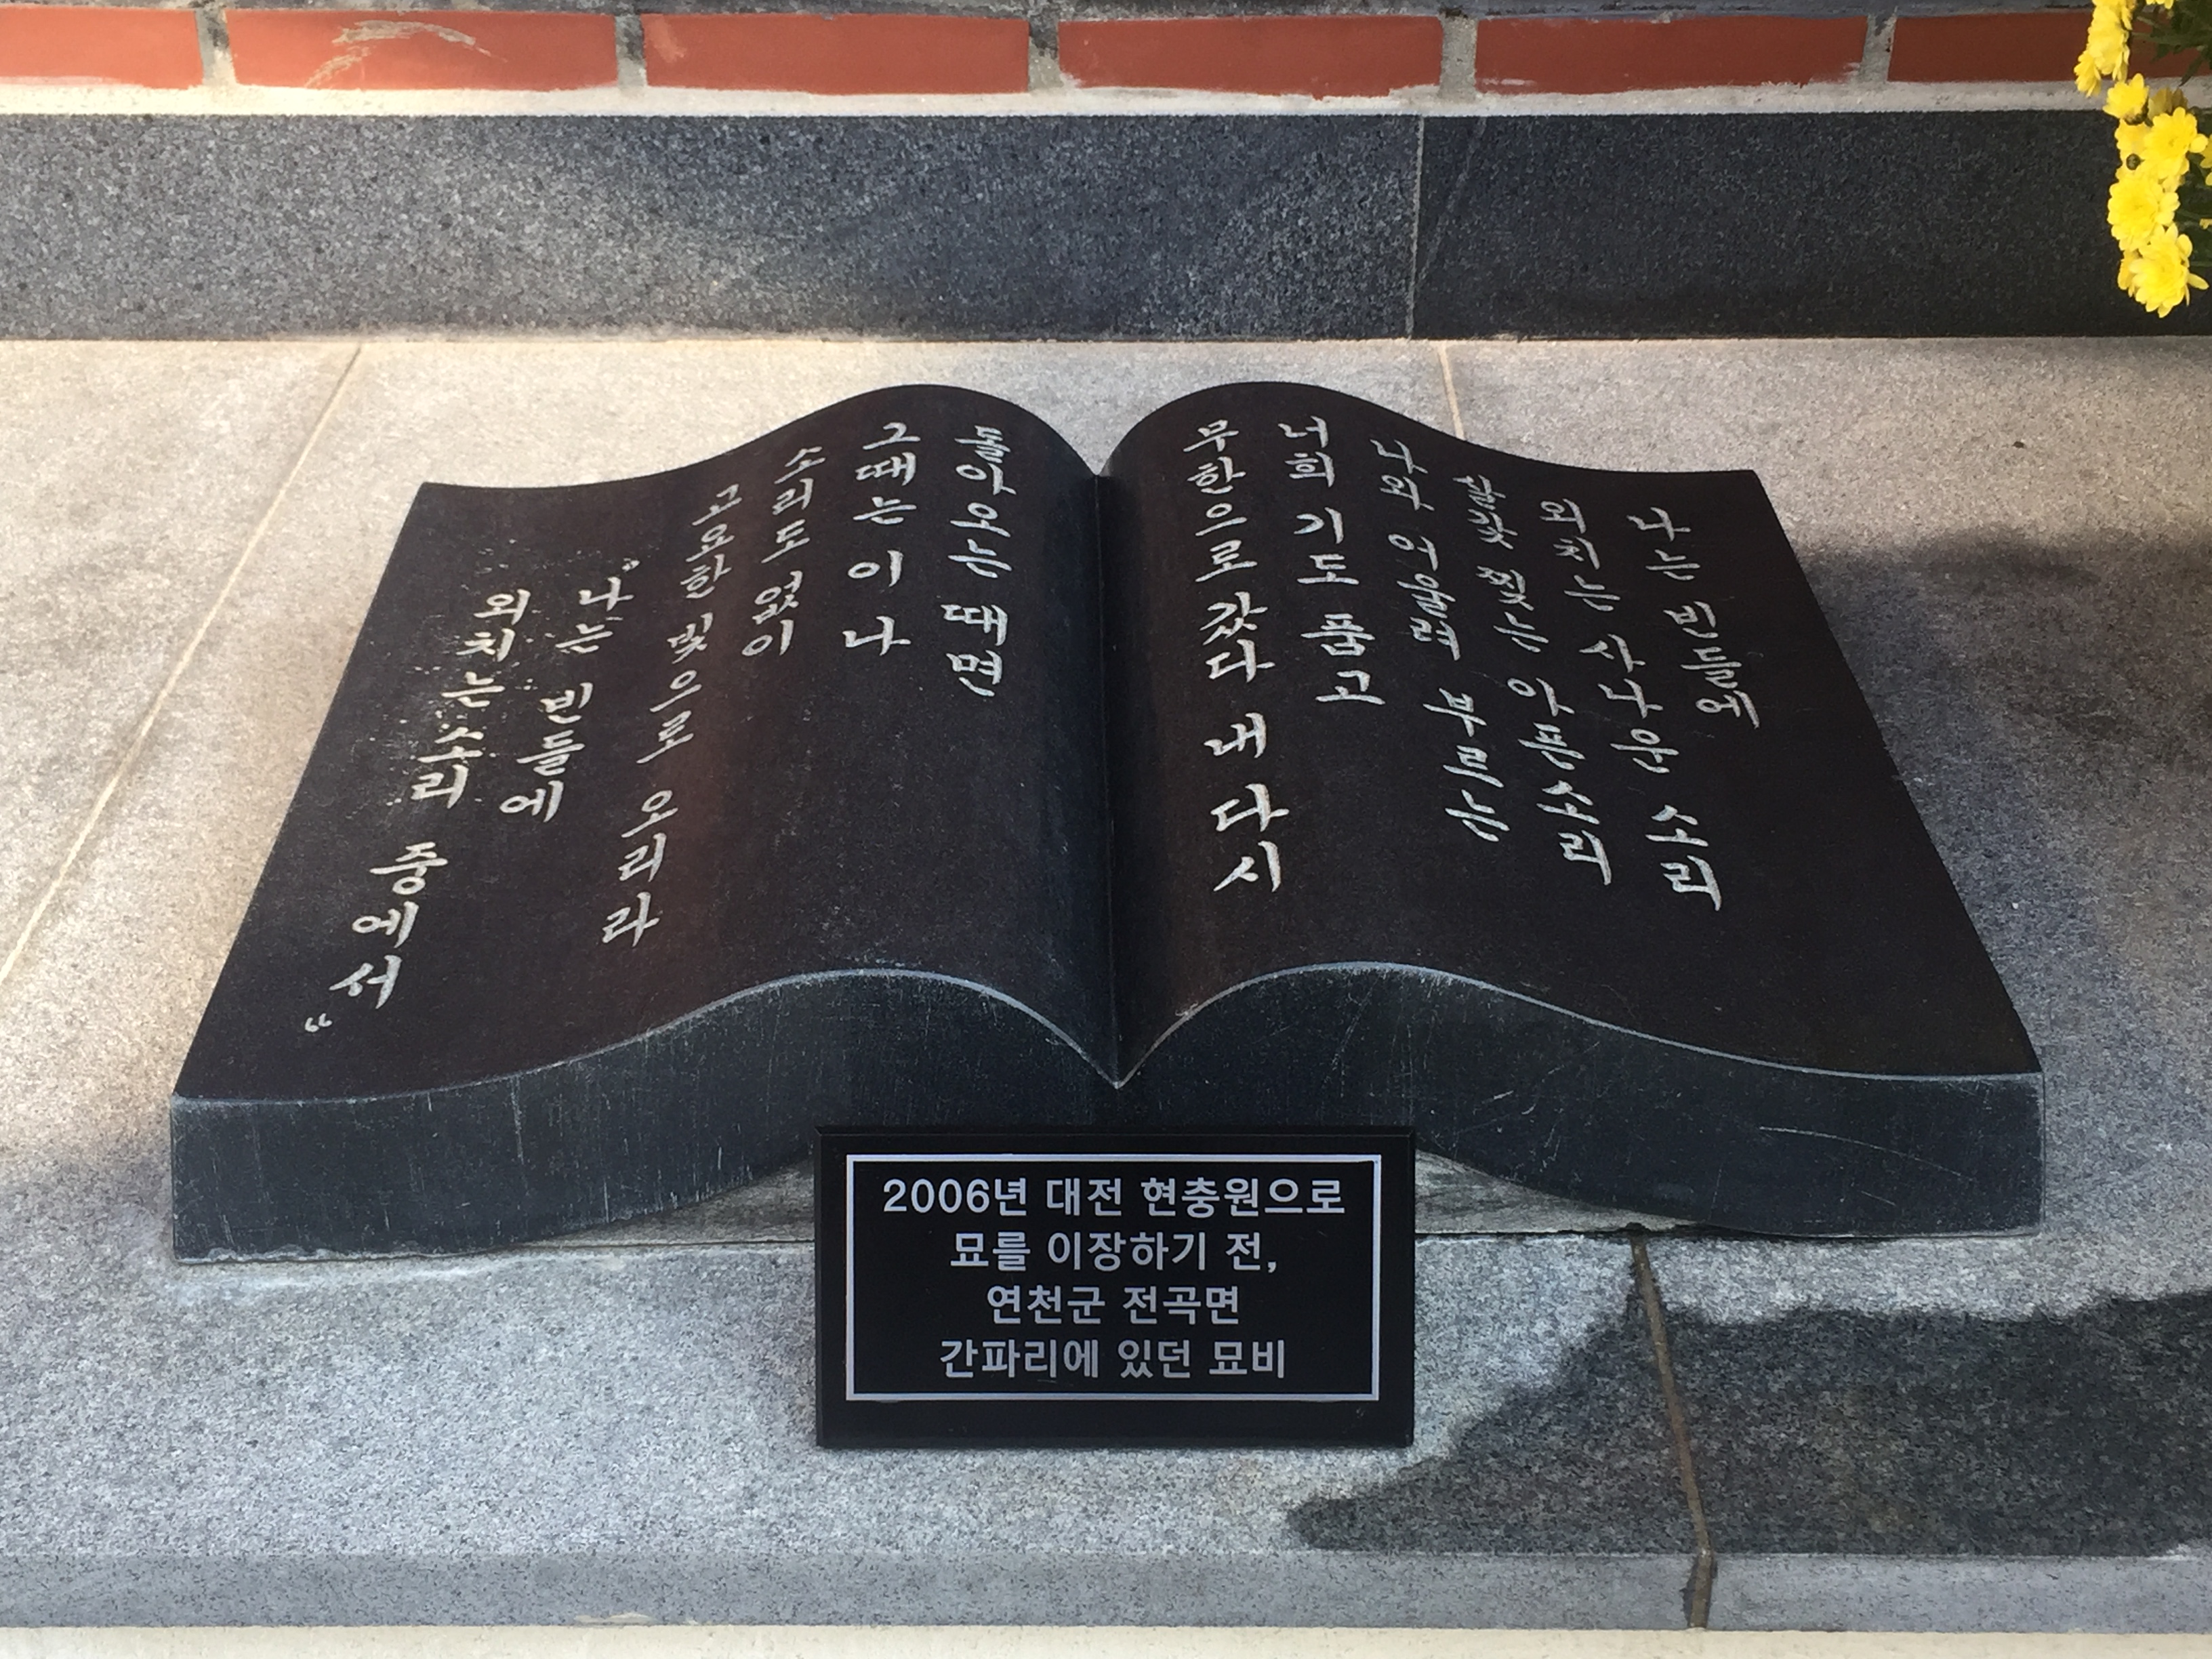 나는 빈들에 소리
외치는 사나운 소리
살갗 찢는 아픈소리
나와 어울려 부르는
너희 기도 품고
무한으로 갔다 내 다시
돌아오는 때면
그때는 이 나
소리도 없이
고요한 빛으로 오리라
"나는 빈들에
외치는소리 중에서"
2006년 대전 현충원으로
묘를 이장하기 전,
연천군 전곡면
간파리에 있던 묘비